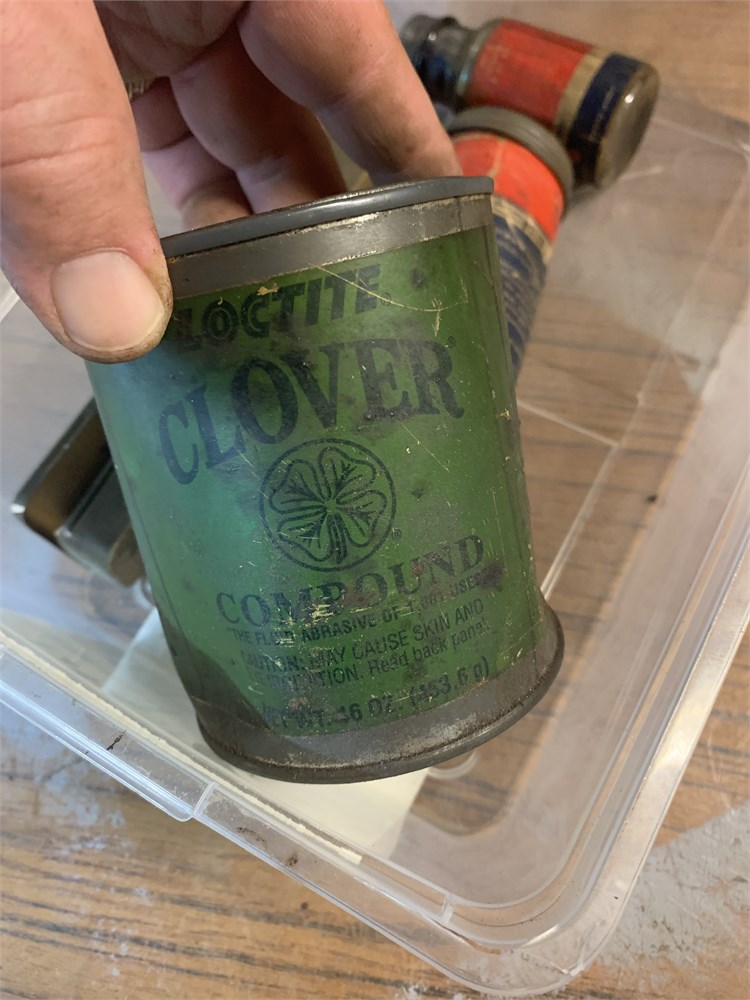 LOCTITE
CLOVER
COMPOUND
"THE FLUID ABRASIVE OF 1,001 USES"
CAUTION: MAY CAUSE SKIN AND
IRRITATION. Read back panel.
NET WT. 16 OZ. (453.6 g)